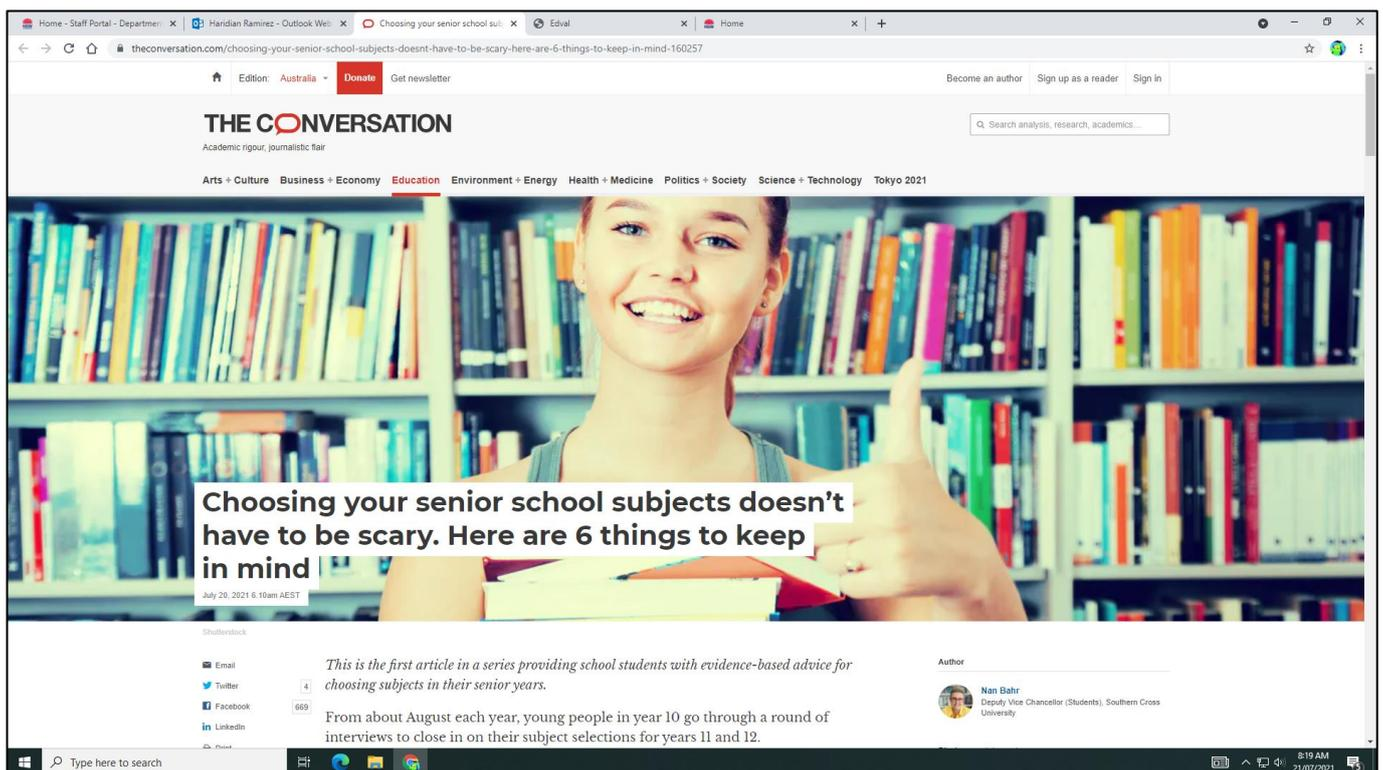 Home - Staff Portal - Departmen
Haridian Ramirez - Outlook Web
Choosing your senior school sub
Edval
Home
theconversation.com/choosing-your-senior-school-subjects-doesnt-have-to-be-scary-here-are-6-things-to-keep-in-mind-160257
Edition: Australia
Donate
Get newsletter
Become an author
Sign up as a reader
Sign in
THE CONVERSATION
Search analysis, research, academics...
Academic rigour, journalistic flair
Arts + Culture Business + Economy Education Environment + Energy Health + Medicine Politics + Society Science + Technology Tokyo 2021
Choosing your senior school subjects doesn't
have to be scary. Here are 6 things to keep
in mind
July 20, 2021 6.10am AEST
Shutterstock
Email
Twitter 4
Facebook 669
LinkedIn
Print
This is the first article in a series providing school students with evidence-based advice for
choosing subjects in their senior years.
From about August each year, young people in year 10 go through a round of
interviews to close in on their subject selections for years 11 and 12.
Author
Nan Bahr
Deputy Vice Chancellor (Students), Southern Cross
University
Type here to search
8:19 AM
21/07/2021
5